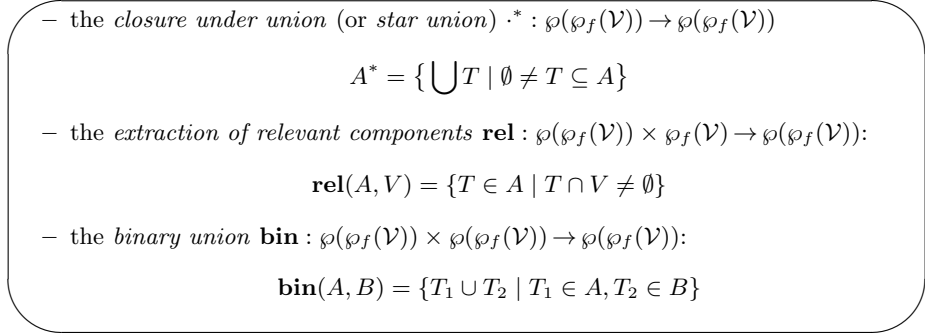 – the closure under union (or star union) ·* : ℘(℘f(𝒱)) → ℘(℘f(𝒱))
A* = {⋃ T | ∅ ≠ T ⊆ A}
– the extraction of relevant components rel : ℘(℘f(𝒱)) × ℘f(𝒱) → ℘(℘f(𝒱)):
rel(A, V) = {T ∈ A | T ∩ V ≠ ∅}
– the binary union bin : ℘(℘f(𝒱)) × ℘(℘f(𝒱)) → ℘(℘f(𝒱)):
bin(A, B) = {T1 ∪ T2 | T1 ∈ A, T2 ∈ B}